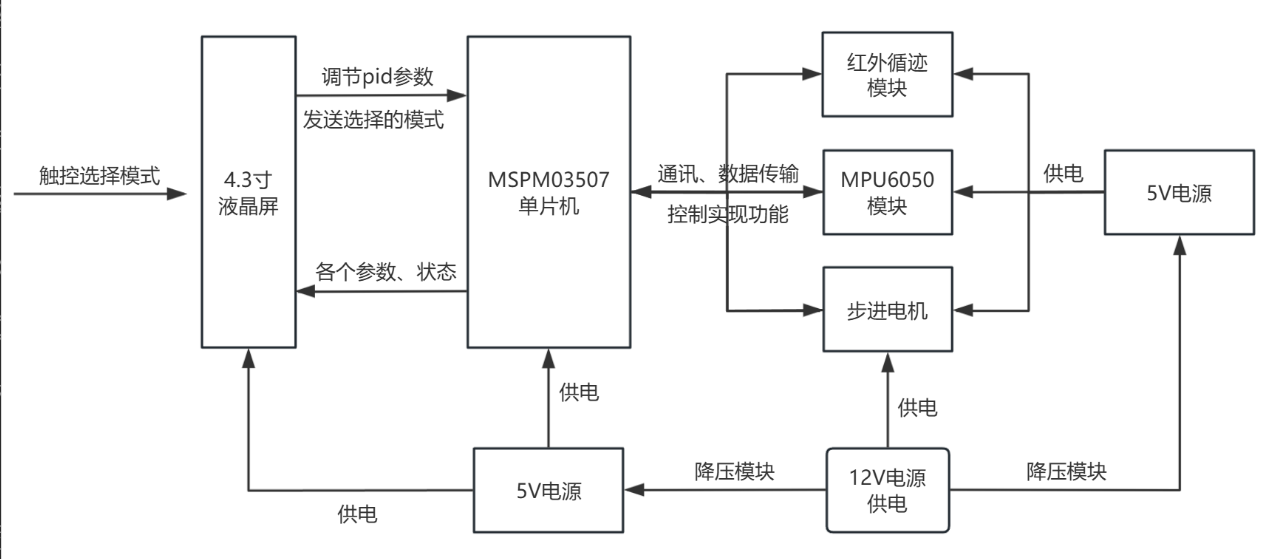 触控选择模式
4.3寸
液晶屏
调节pid参数
发送选择的模式
各个参数、状态
MSPM03507
单片机
通讯、数据传输
控制实现功能
红外循迹
模块
MPU6050
模块
步进电机
供电
5V电源
供电
供电
5V电源
降压模块
12V电源
供电
降压模块
供电